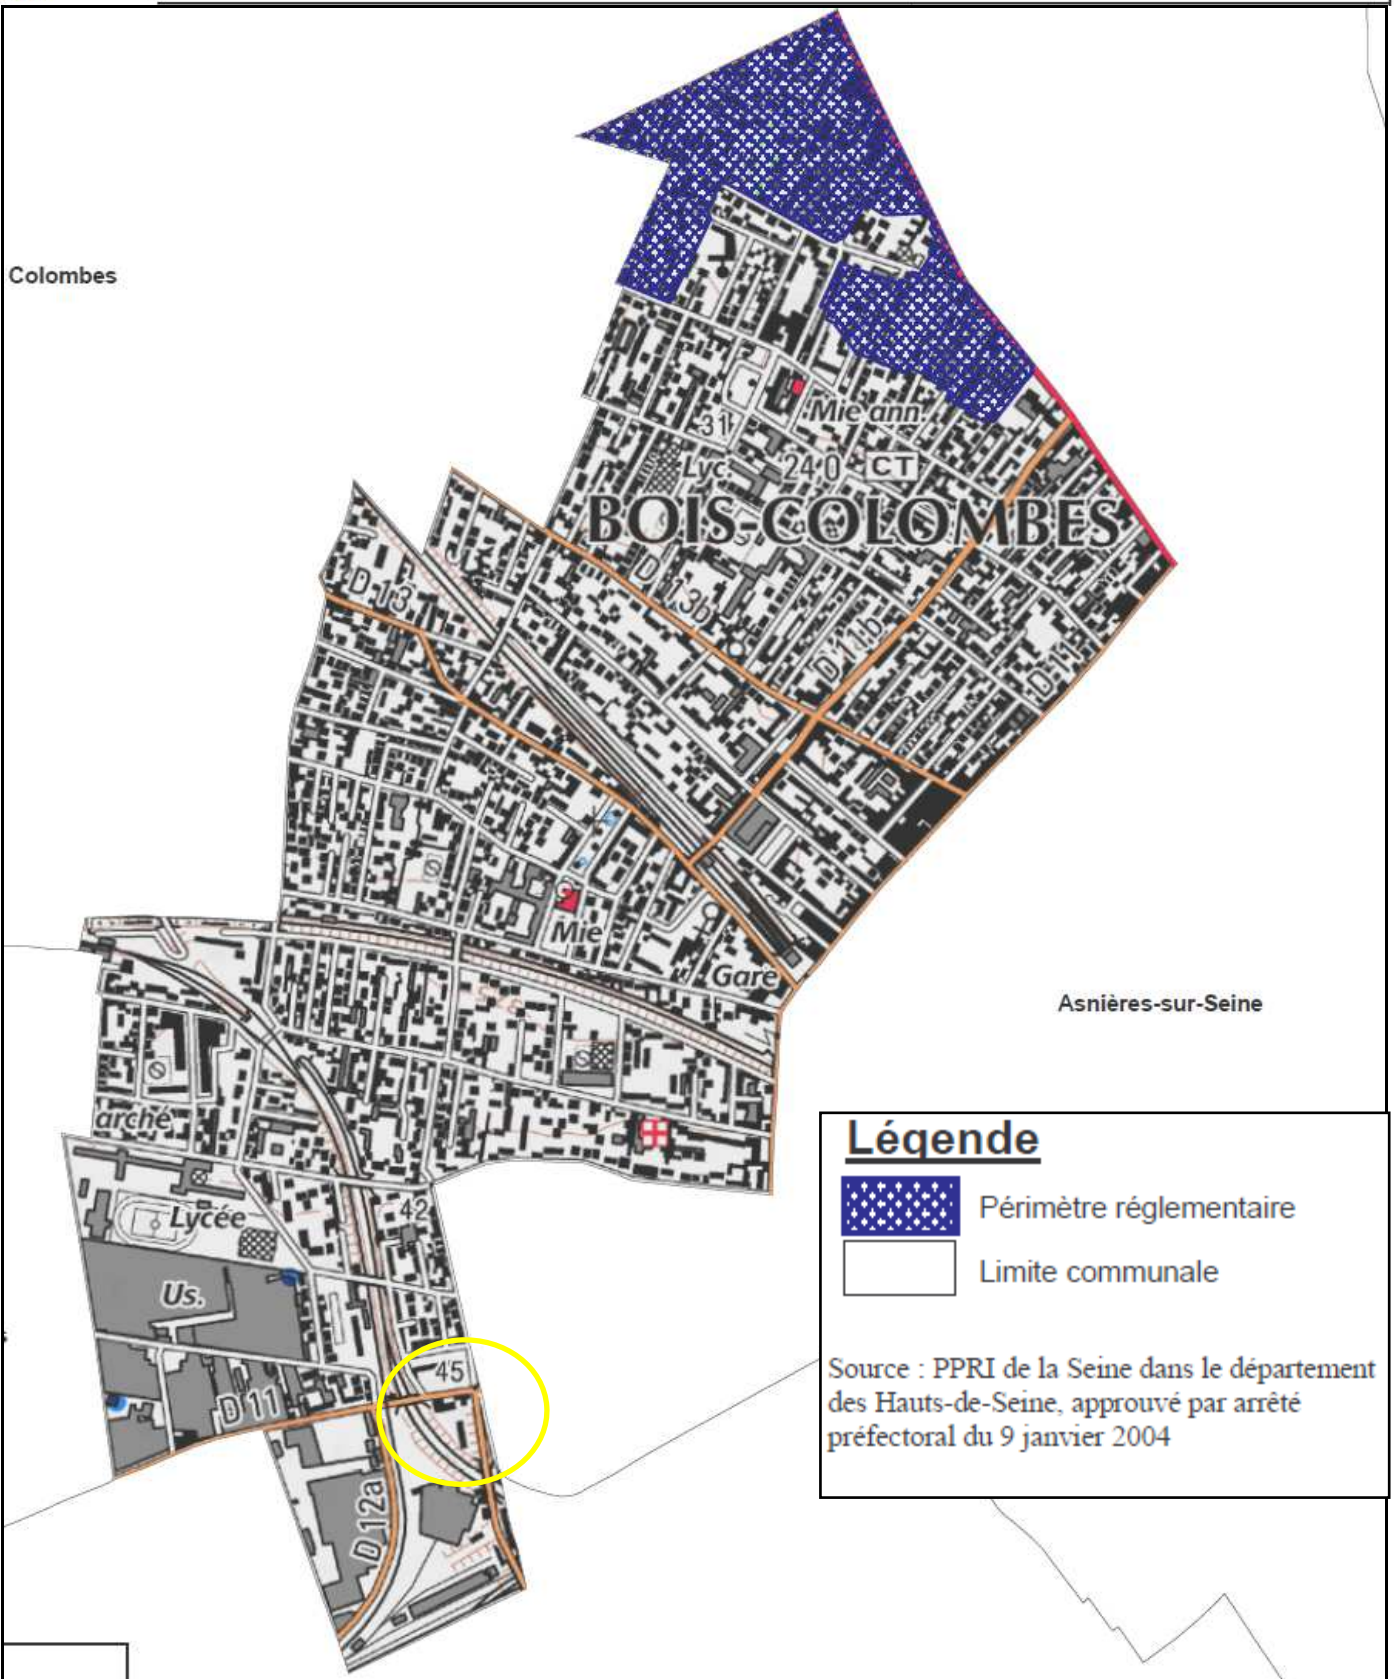 Colombes
31
Mie ann.
Lyc.
24.0
CT
BOIS-COLOMBES
D 13
D 13b
D 11b
D 11
Mie
Gare
Asnières-sur-Seine
arché
Lycée
42
Us.
45
D 11
D 12a
Légende
Périmètre réglementaire
Limite communale
Source : PPRI de la Seine dans le département
des Hauts-de-Seine, approuvé par arrêté
préfectoral du 9 janvier 2004